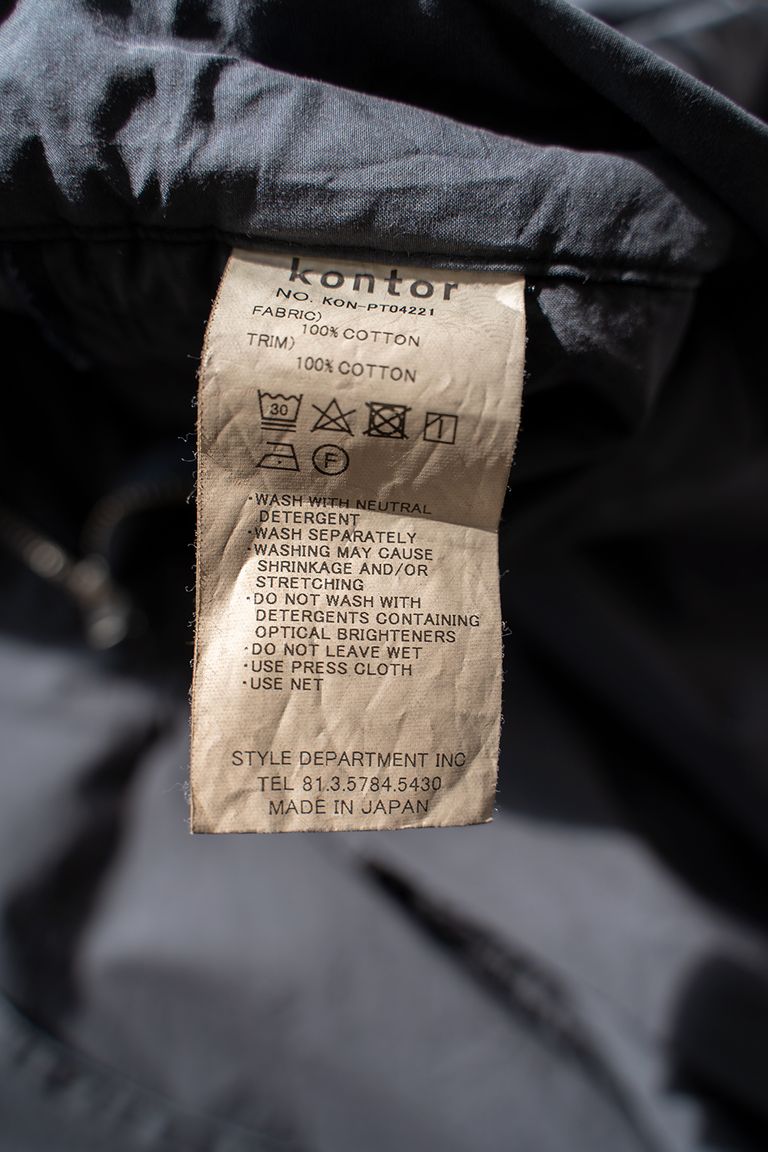 kontor
NO. KON-PT04221
FABRIC)
100% COTTON
TRIM)
100% COTTON
30
F
・WASH WITH NEUTRAL
DETERGENT
・WASH SEPARATELY
・WASHING MAY CAUSE
SHRINKAGE AND/OR
STRETCHING
・DO NOT WASH WITH
DETERGENTS CONTAINING
OPTICAL BRIGHTENERS
・DO NOT LEAVE WET
・USE PRESS CLOTH
・USE NET
STYLE DEPARTMENT INC
TEL 81.3.5784.5430
MADE IN JAPAN